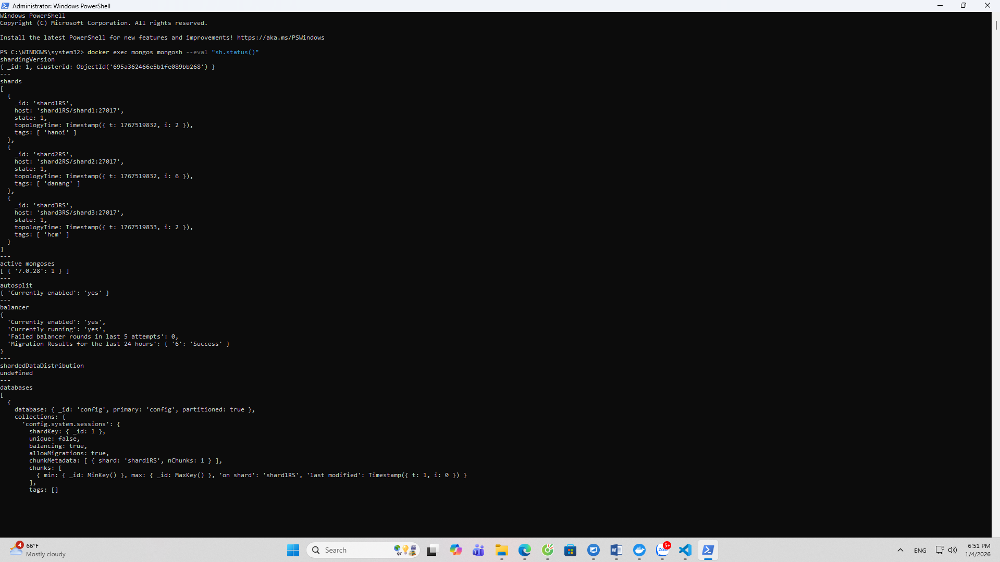 Administrator: Windows PowerShell
Windows PowerShell
Copyright (C) Microsoft Corporation. All rights reserved.
Install the latest PowerShell for new features and improvements! https://aka.ms/PSWindows
PS C:\WINDOWS\system32> docker exec mongos mongosh --eval "sh.status()"
shardingVersion
{ _id: 1, clusterId: ObjectId('695a362466e5b1fe089bb268') }
---
shards
[
  {
    _id: 'shard1RS',
    host: 'shard1RS/shard1:27017',
    state: 1,
    topologyTime: Timestamp({ t: 1767519832, i: 2 }),
    tags: [ 'hanoi' ]
  },
  {
    _id: 'shard2RS',
    host: 'shard2RS/shard2:27017',
    state: 1,
    topologyTime: Timestamp({ t: 1767519832, i: 6 }),
    tags: [ 'danang' ]
  },
  {
    _id: 'shard3RS',
    host: 'shard3RS/shard3:27017',
    state: 1,
    topologyTime: Timestamp({ t: 1767519833, i: 2 }),
    tags: [ 'hcm' ]
  }
]
---
active mongoses
[ { '7.0.28': 1 } ]
---
autosplit
{ 'Currently enabled': 'yes' }
---
balancer
{
  'Currently enabled': 'yes',
  'Currently running': 'yes',
  'Failed balancer rounds in last 5 attempts': 0,
  'Migration Results for the last 24 hours': { '6': 'Success' }
}
---
shardedDataDistribution
undefined
---
databases
[
  {
    database: { _id: 'config', primary: 'config', partitioned: true },
    collections: {
      'config.system.sessions': {
        shardKey: { _id: 1 },
        unique: false,
        balancing: true,
        allowMigrations: true,
        chunkMetadata: [ { shard: 'shard1RS', nChunks: 1 } ],
        chunks: [
          { min: { _id: MinKey() }, max: { _id: MaxKey() }, 'on shard': 'shard1RS', 'last modified': Timestamp({ t: 1, i: 0 }) }
        ],
        tags: []
4
66°F
Mostly cloudy
Search
Zalo
5+
ENG
6:51 PM
1/4/2026